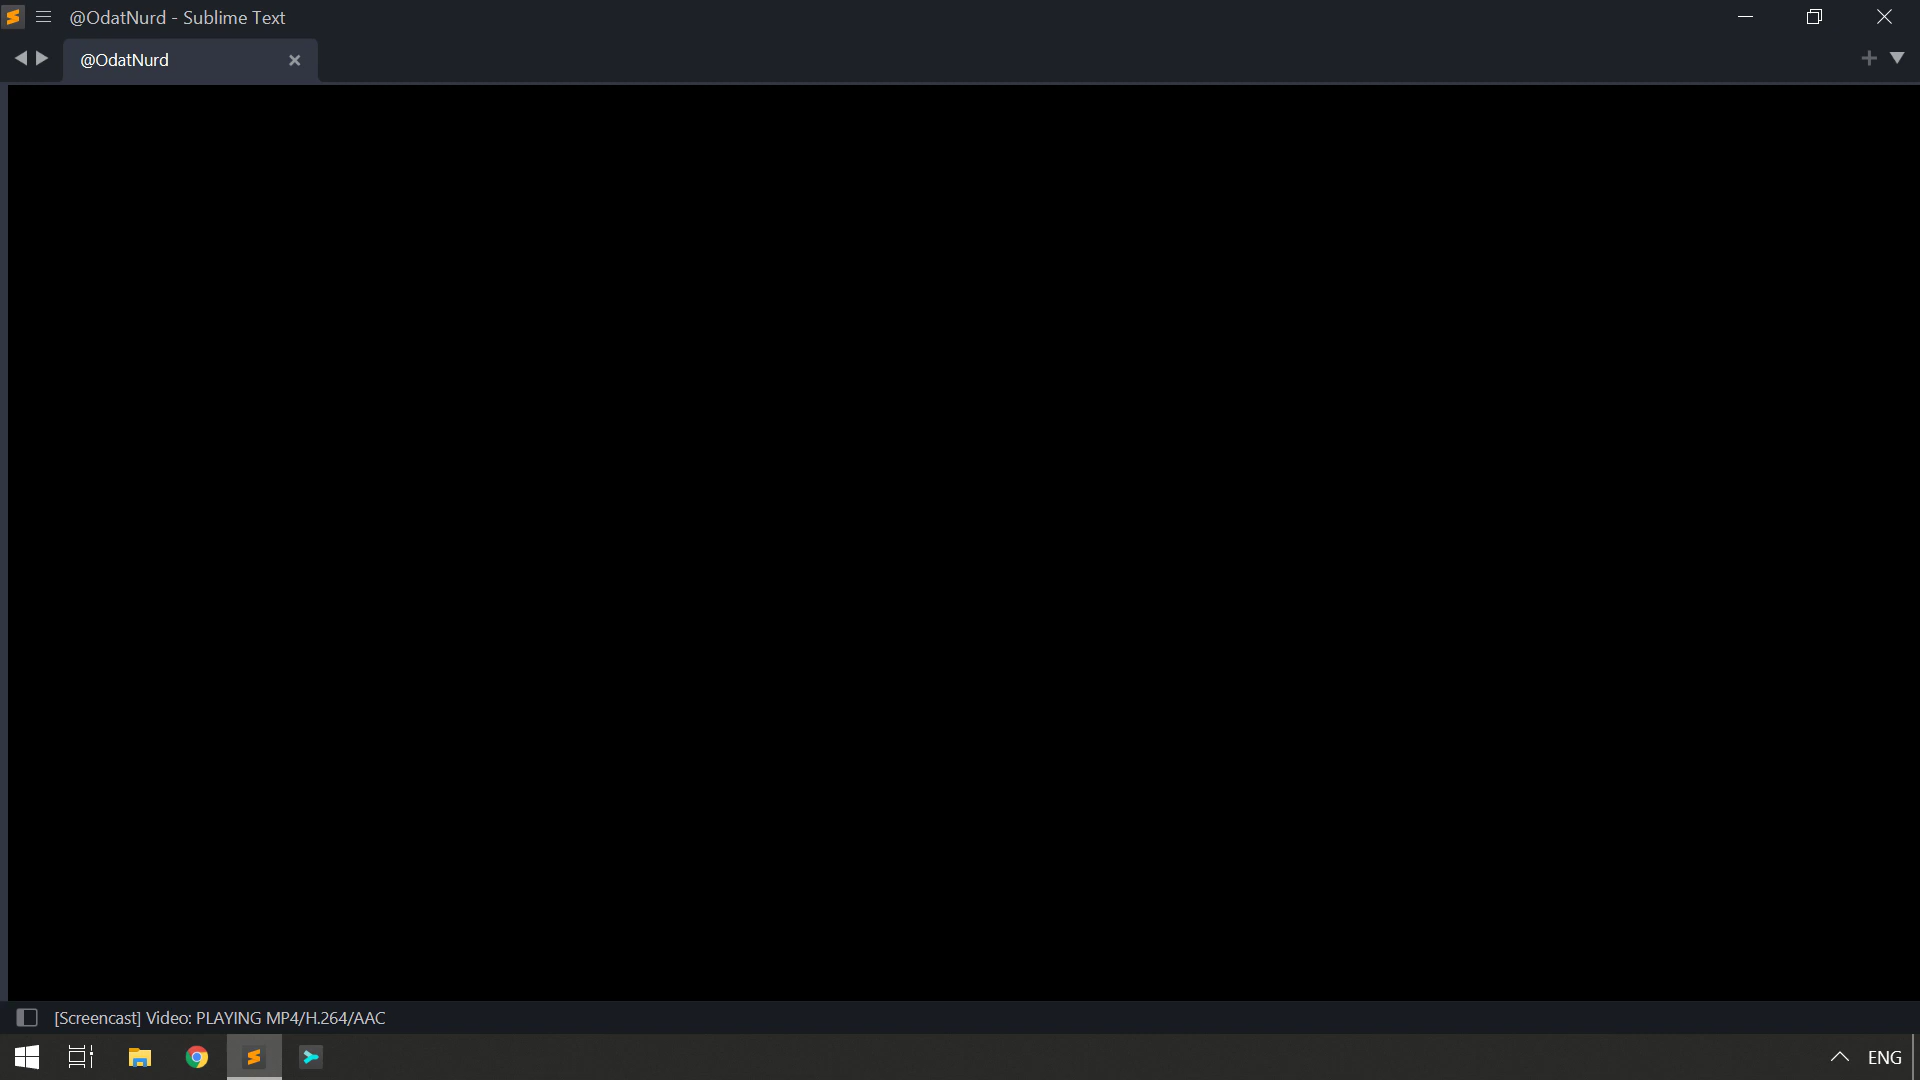 @OdatNurd - Sublime Text
@OdatNurd
[Screencast] Video: PLAYING MP4/H.264/AAC
ENG